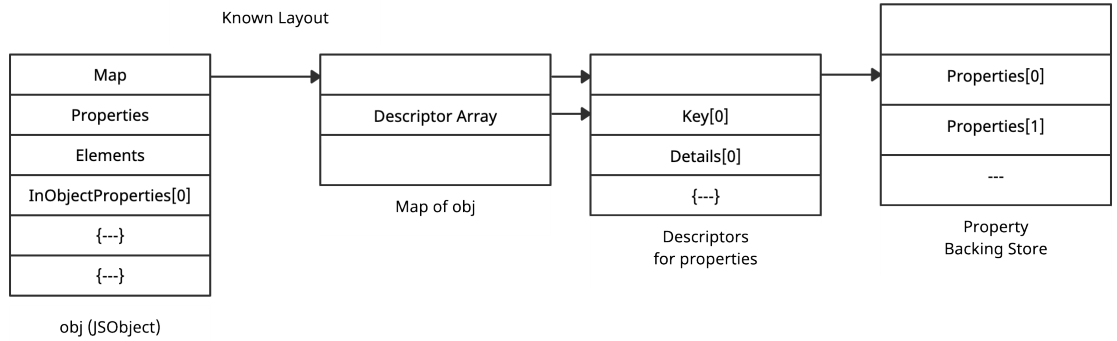 Known Layout
Map
Properties
Elements
InObjectProperties[0]
{---}
{---}
obj (JSObject)
Descriptor Array
Map of obj
Key[0]
Details[0]
{---}
Descriptors
for properties
Properties[0]
Properties[1]
---
Property
Backing Store